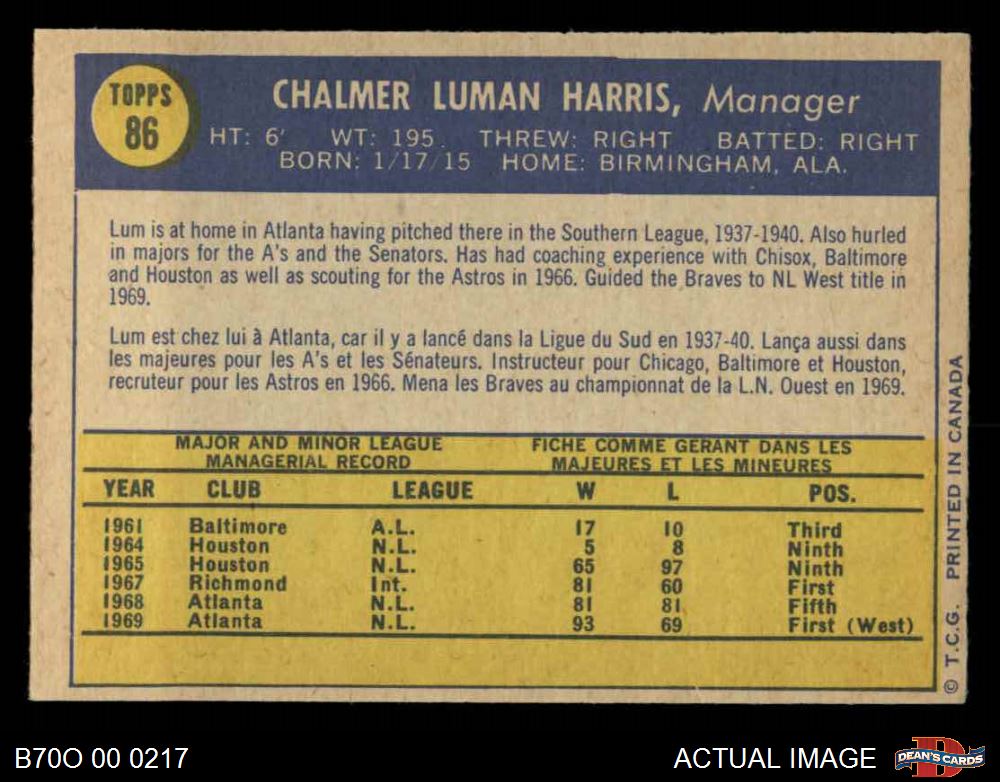 TOPPS
86
CHALMER LUMAN HARRIS, Manager
HT: 6' WT: 195. THREW: RIGHT BATTED: RIGHT
BORN: 1/17/15 HOME: BIRMINGHAM, ALA.
Lum is at home in Atlanta having pitched there in the Southern League, 1937-1940. Also hurled
in majors for the A's and the Senators. Has had coaching experience with Chisox, Baltimore
and Houston as well as scouting for the Astros in 1966. Guided the Braves to NL West title in
1969.
Lum est chez lui à Atlanta, car il y a lancé dans la Ligue du Sud en 1937-40. Lança aussi dans
les majeures pour les A's et les Sénateurs. Instructeur pour Chicago, Baltimore et Houston,
recruteur pour les Astros en 1966. Mena les Braves au championnat de la L.N. Ouest en 1969.
MAJOR AND MINOR LEAGUE FICHE COMME GERANT DANS LES
MANAGERIAL RECORD MAJEURES ET LES MINEURES
YEAR CLUB LEAGUE W L POS.
1961 Baltimore A.L. 17 10 Third
1964 Houston N.L. 5 8 Ninth
1965 Houston N.L. 65 97 Ninth
1967 Richmond Int. 81 60 First
1968 Atlanta N.L. 81 81 Fifth
1969 Atlanta N.L. 93 69 First (West)
© T.C.G. PRINTED IN CANADA
B70O 00 0217
ACTUAL IMAGE
D
DEAN'S CARDS